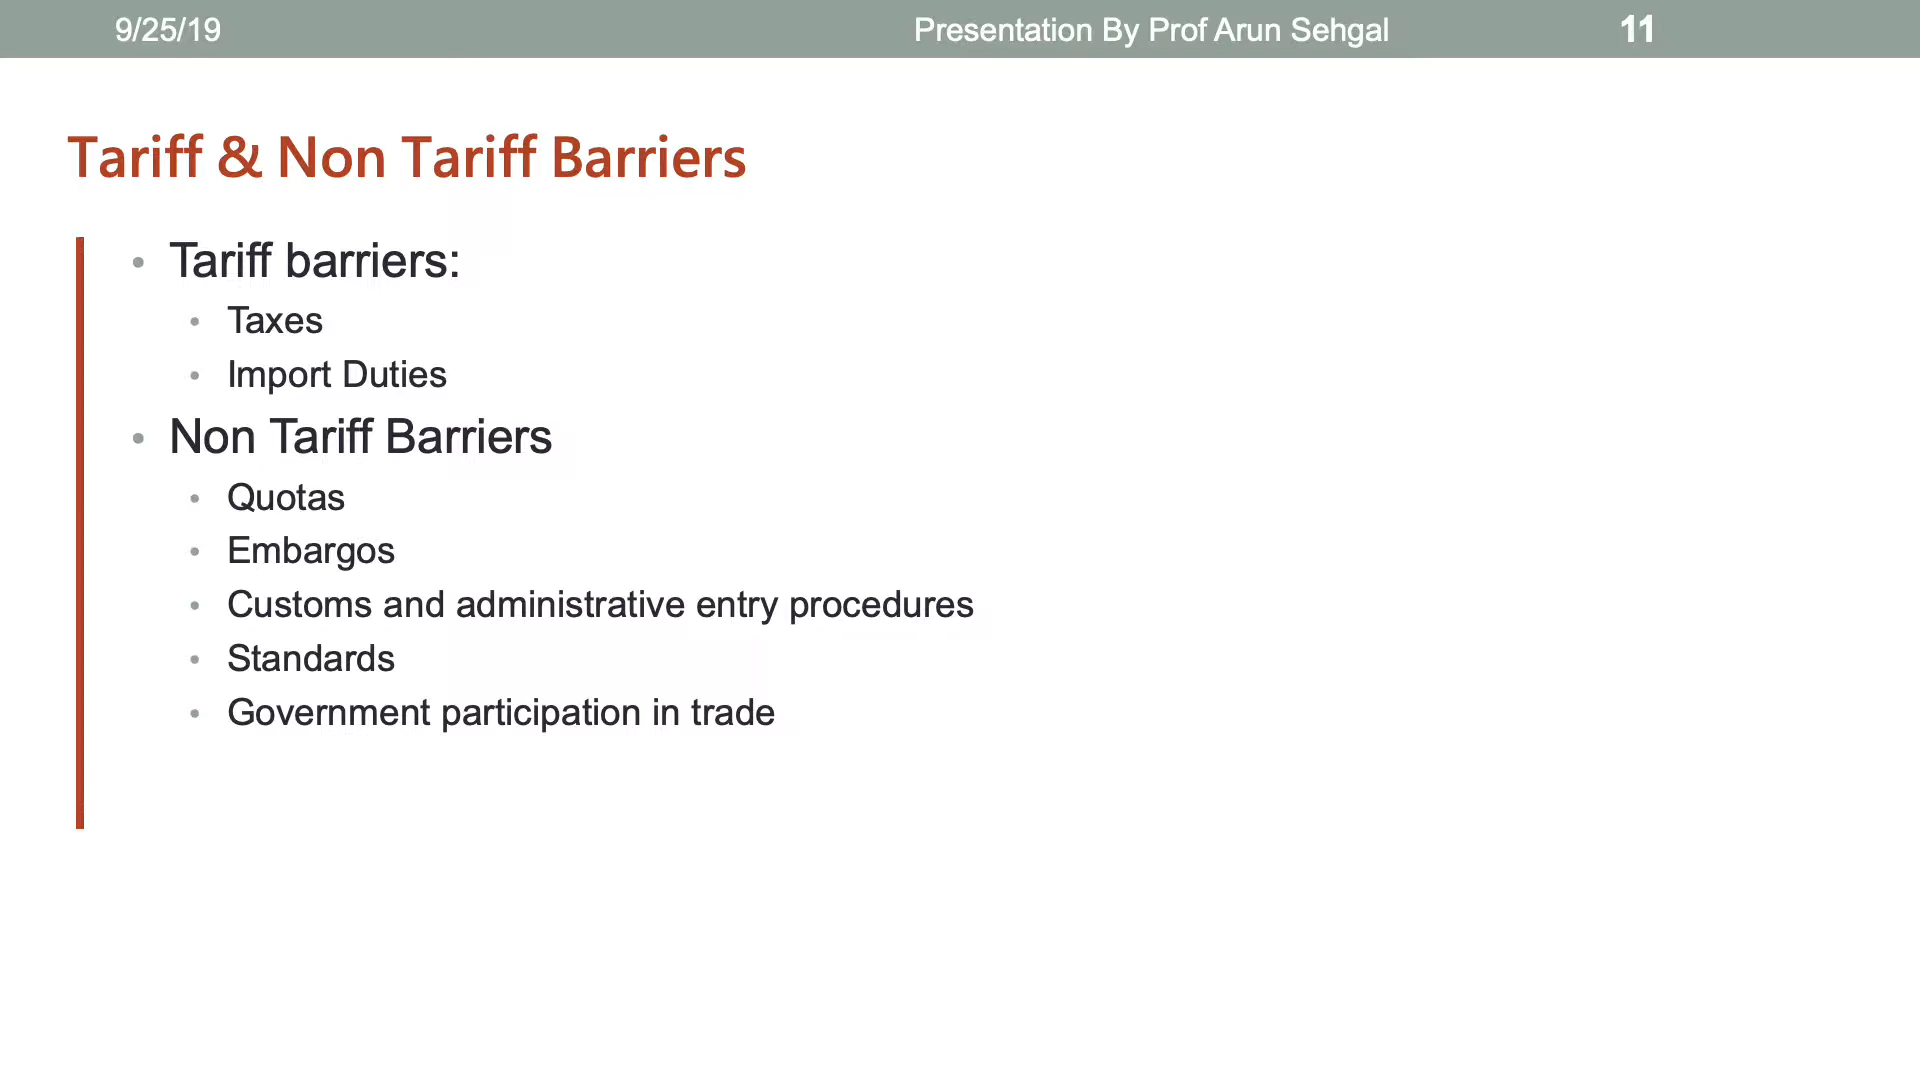 9/25/19 Presentation By Prof Arun Sehgal 11
Tariff & Non Tariff Barriers
• Tariff barriers:
• Taxes
• Import Duties
• Non Tariff Barriers
• Quotas
• Embargos
• Customs and administrative entry procedures
• Standards
• Government participation in trade